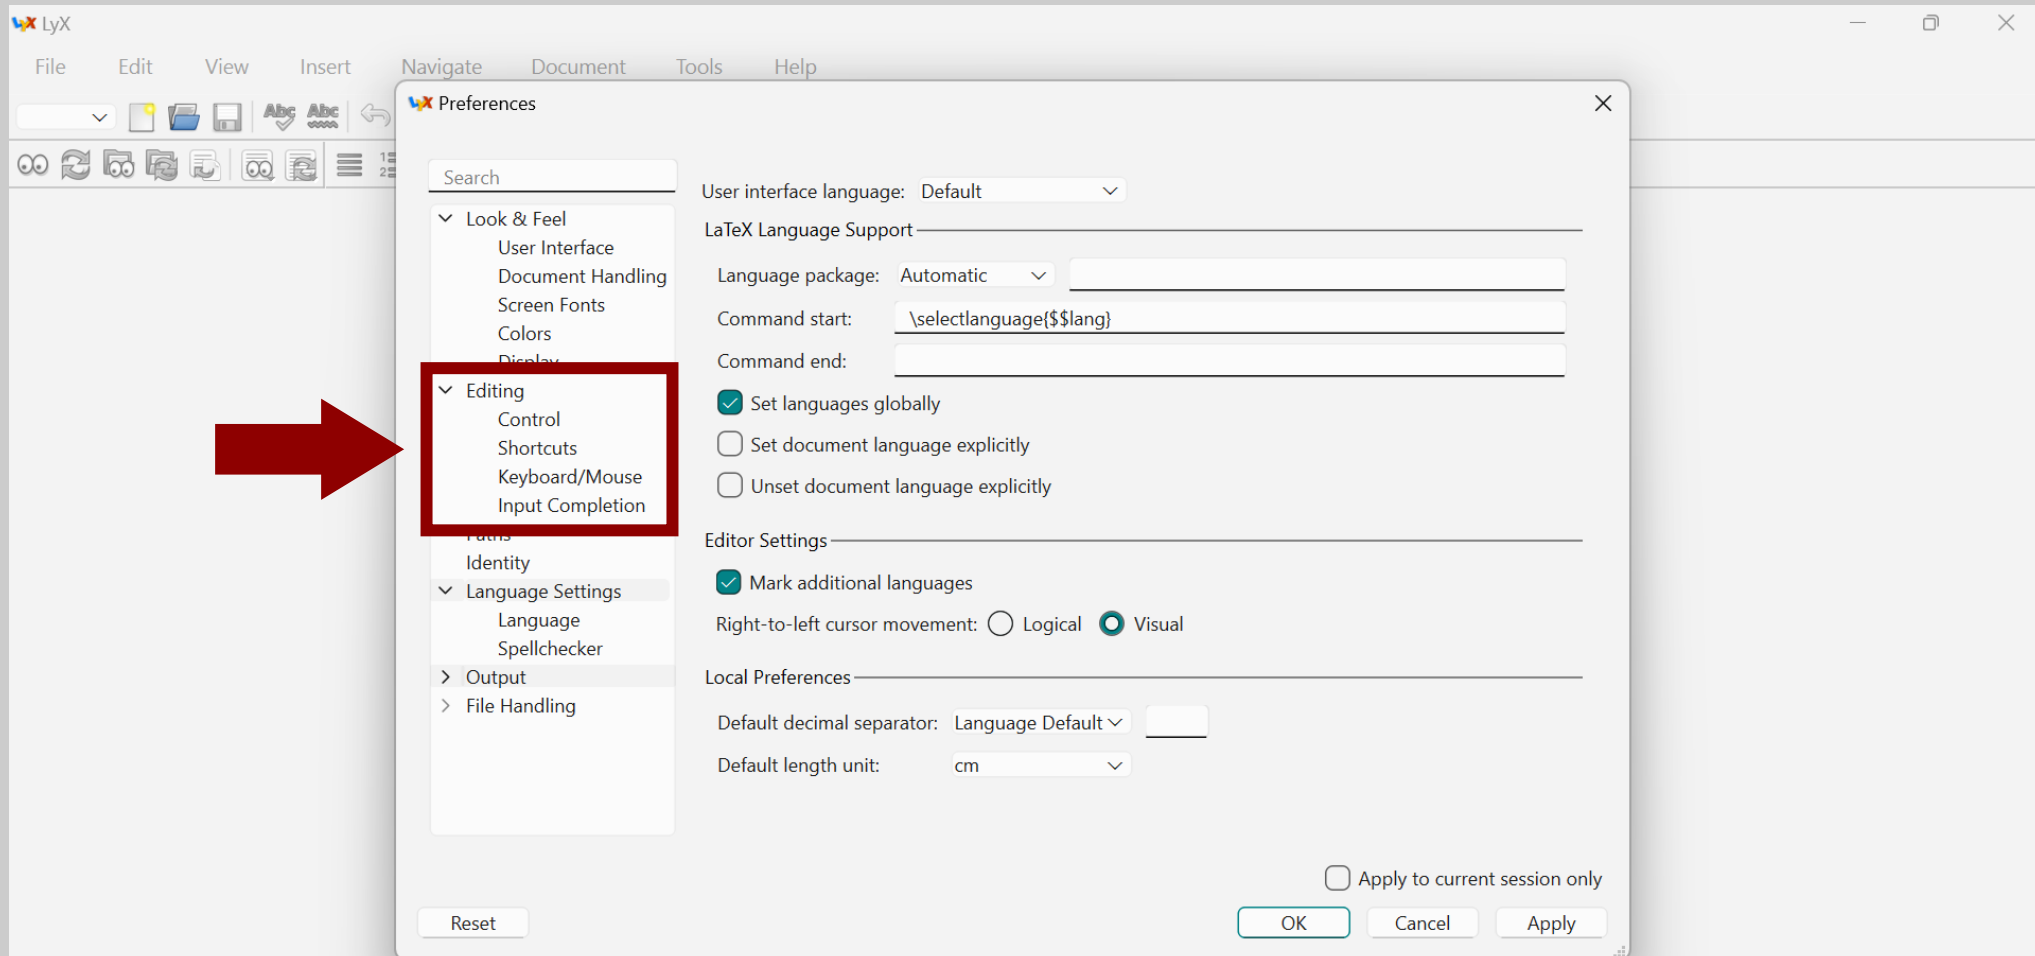 LyX
File Edit View Insert Navigate Document Tools Help
Preferences
Abc Abc
Search
Look & Feel
User Interface
Document Handling
Screen Fonts
Colors
Display
Editing
Control
Shortcuts
Keyboard/Mouse
Input Completion
Paths
Identity
Language Settings
Language
Spellchecker
Output
File Handling
User interface language: Default
LaTeX Language Support
Language package: Automatic
Command start: \selectlanguage{$$lang}
Command end:
Set languages globally
Set document language explicitly
Unset document language explicitly
Editor Settings
Mark additional languages
Right-to-left cursor movement: Logical Visual
Local Preferences
Default decimal separator: Language Default
Default length unit: cm
Apply to current session only
Reset OK Cancel Apply